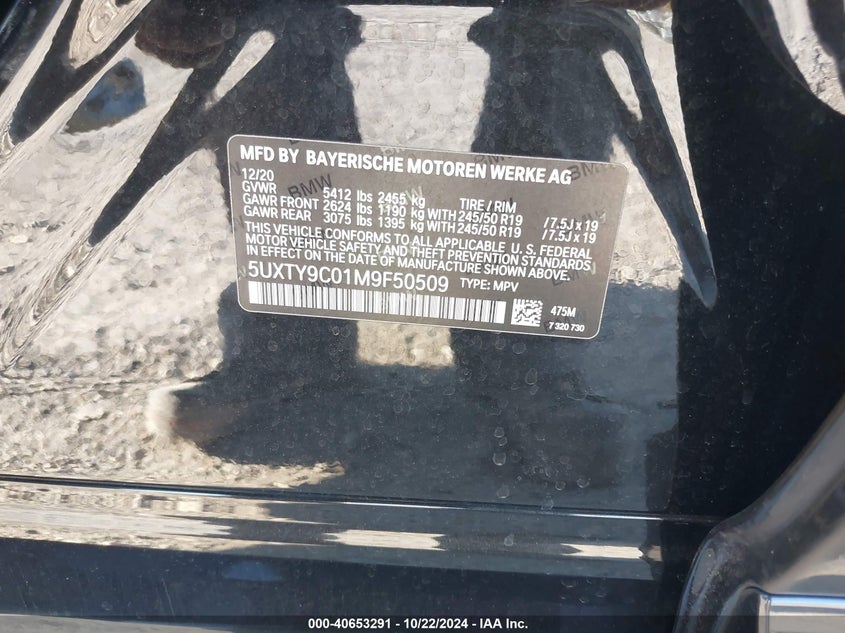 MFD BY BAYERISCHE MOTOREN WERKE AG
12/20
GVWR 5412 lbs 2455 kg TIRE / RIM
GAWR FRONT 2624 lbs 1190 kg WITH 245/50 R19 /7.5J x 19
GAWR REAR 3075 lbs 1395 kg WITH 245/50 R19 /7.5J x 19
THIS VEHICLE CONFORMS TO ALL APPLICABLE U. S. FEDERAL
MOTOR VEHICLE SAFETY AND THEFT PREVENTION STANDARDS
IN EFFECT ON THE DATE OF MANUFACTURE SHOWN ABOVE.
5UXTY9C01M9F50509 TYPE: MPV
475M
7 320 730
000-40653291 - 10/22/2024 - IAA Inc.